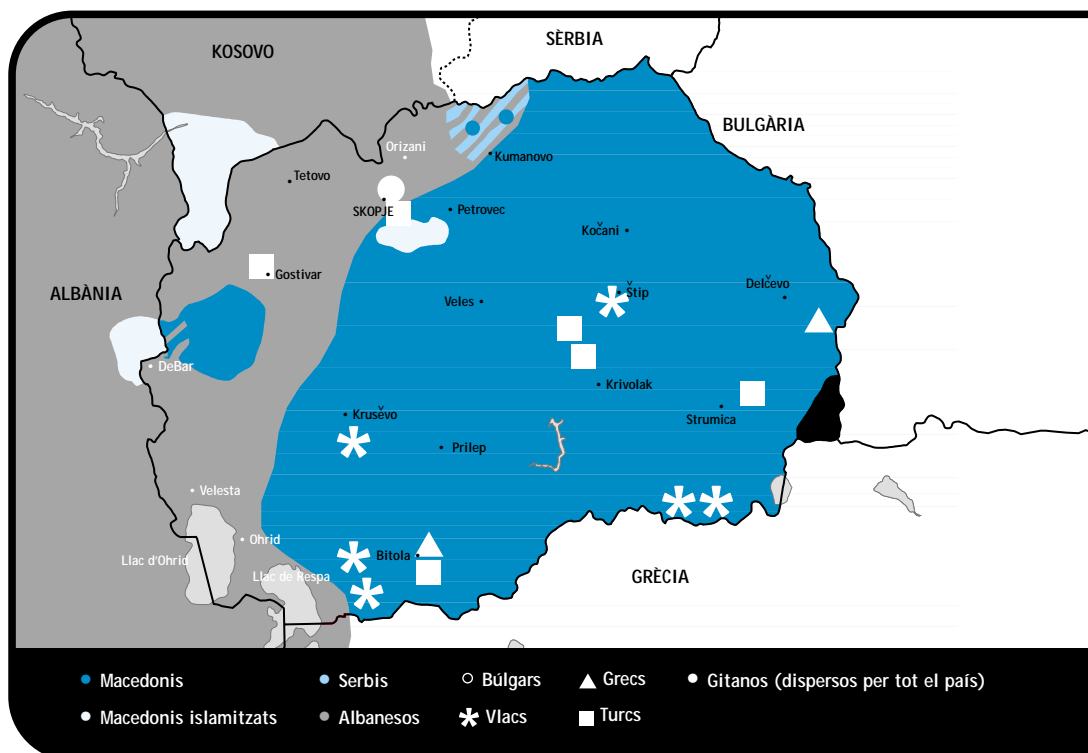 KOSOVO
SÈRBIA
BULGÀRIA
Orizani
Kumanovo
Tetovo
SKOPJE
Petrovec
Kočani
Gostivar
ALBÀNIA
Veles
Štip
Delčevo
DeBar
Krivolak
Strumica
Krusěvo
Prilep
Velesta
Ohrid
Llac d'Ohrid
Bitola
Llac de Respa
GRÈCIA
Macedonis
Serbis
Búlgars
Grecs
Gitanos (dispersos per tot el país)
Macedonis islamitzats
Albanesos
Vlacs
Turcs